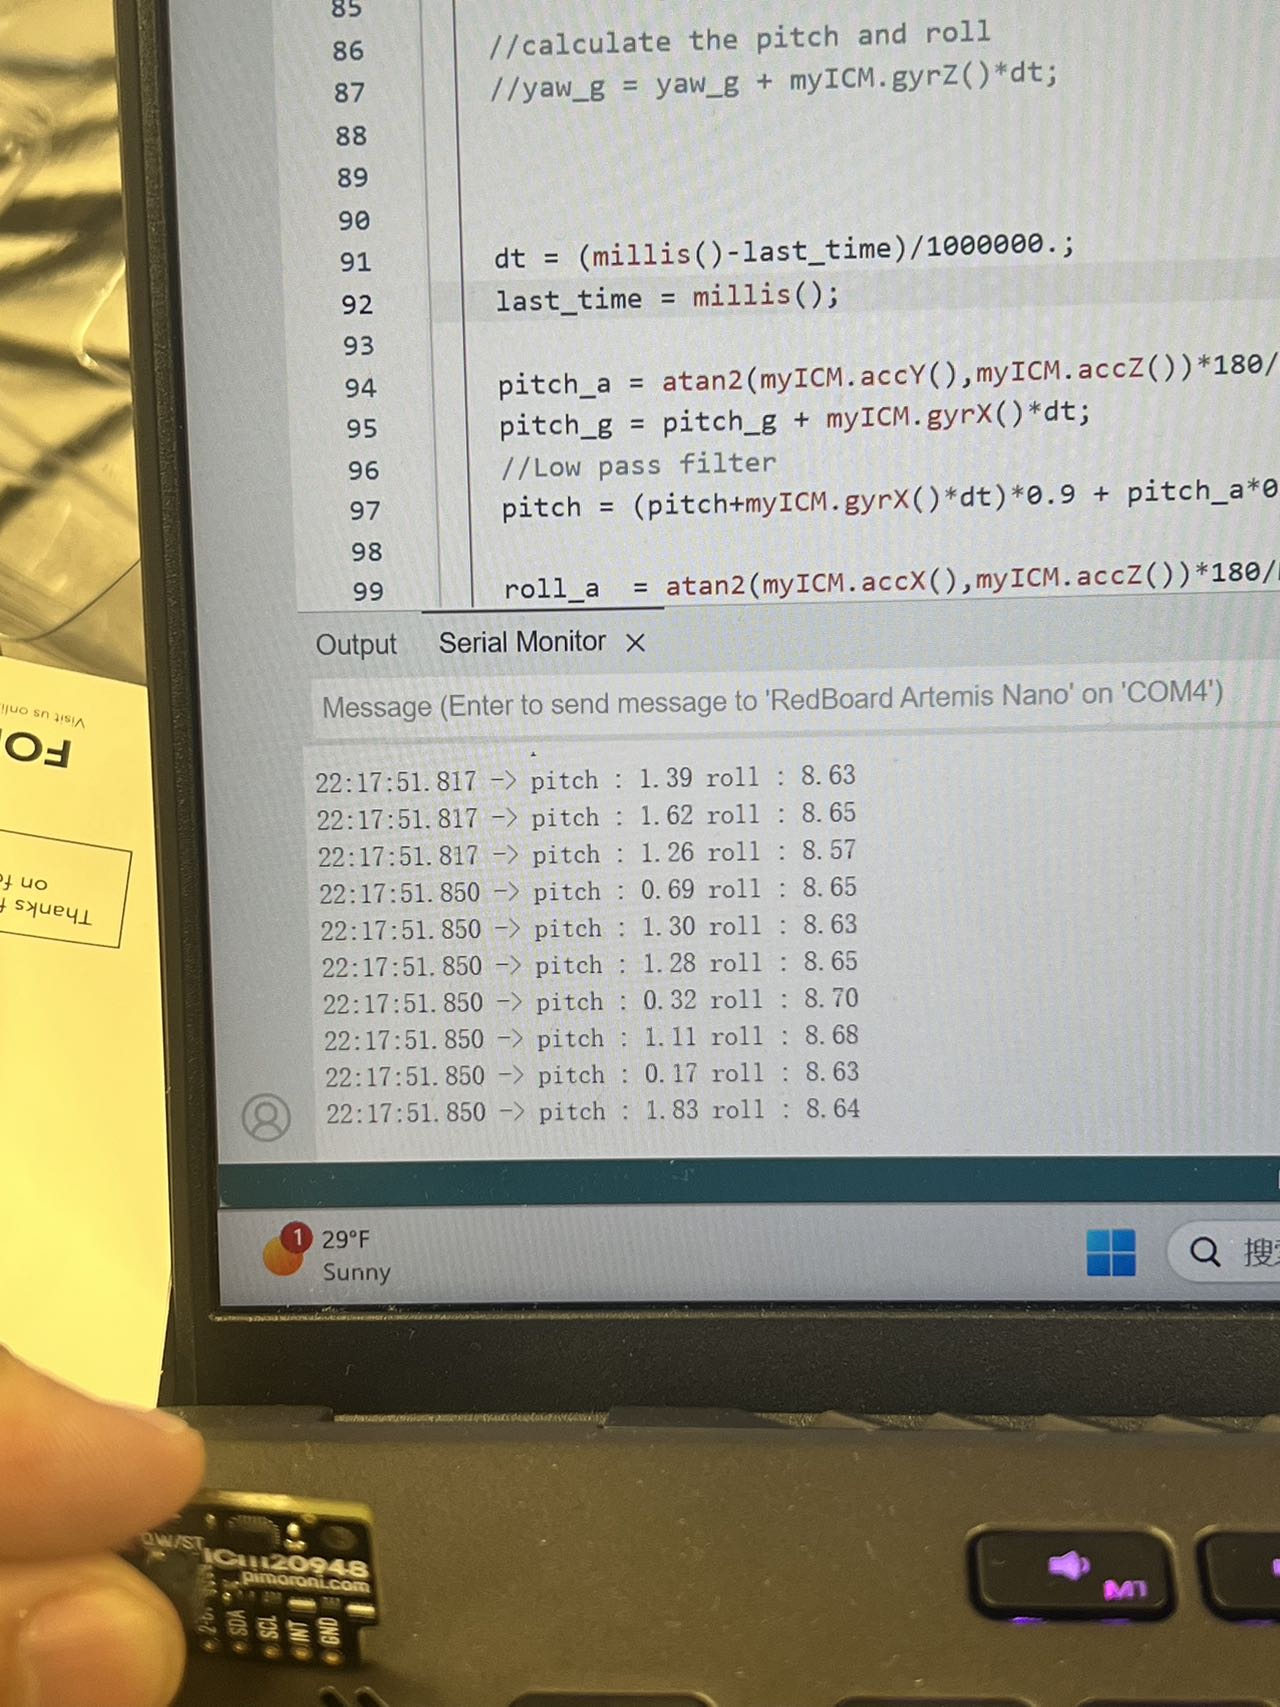 85
86 //calculate the pitch and roll
87 //yaw_g = yaw_g + myICM.gyrZ()*dt;
88
89
90
91 dt = (millis()-last_time)/1000000.;
92 last_time = millis();
93
94 pitch_a = atan2(myICM.accY(),myICM.accZ())*180/
95 pitch_g = pitch_g + myICM.gyrX()*dt;
96 //Low pass filter
97 pitch = (pitch+myICM.gyrX()*dt)*0.9 + pitch_a*0
98
99 roll_a = atan2(myICM.accX(),myICM.accZ())*180/
Output Serial Monitor
Message (Enter to send message to 'RedBoard Artemis Nano' on 'COM4')
22:17:51.817 -> pitch : 1.39 roll : 8.63
22:17:51.817 -> pitch : 1.62 roll : 8.65
22:17:51.817 -> pitch : 1.26 roll : 8.57
22:17:51.850 -> pitch : 0.69 roll : 8.65
22:17:51.850 -> pitch : 1.30 roll : 8.63
22:17:51.850 -> pitch : 1.28 roll : 8.65
22:17:51.850 -> pitch : 0.32 roll : 8.70
22:17:51.850 -> pitch : 1.11 roll : 8.68
22:17:51.850 -> pitch : 0.17 roll : 8.63
22:17:51.850 -> pitch : 1.83 roll : 8.64
1
29°F
Sunny
搜
Visit us
FO
Thanks
on
QW/ST
icm20948
pimoroni.com
SDA
SCL
INT
GND
M1